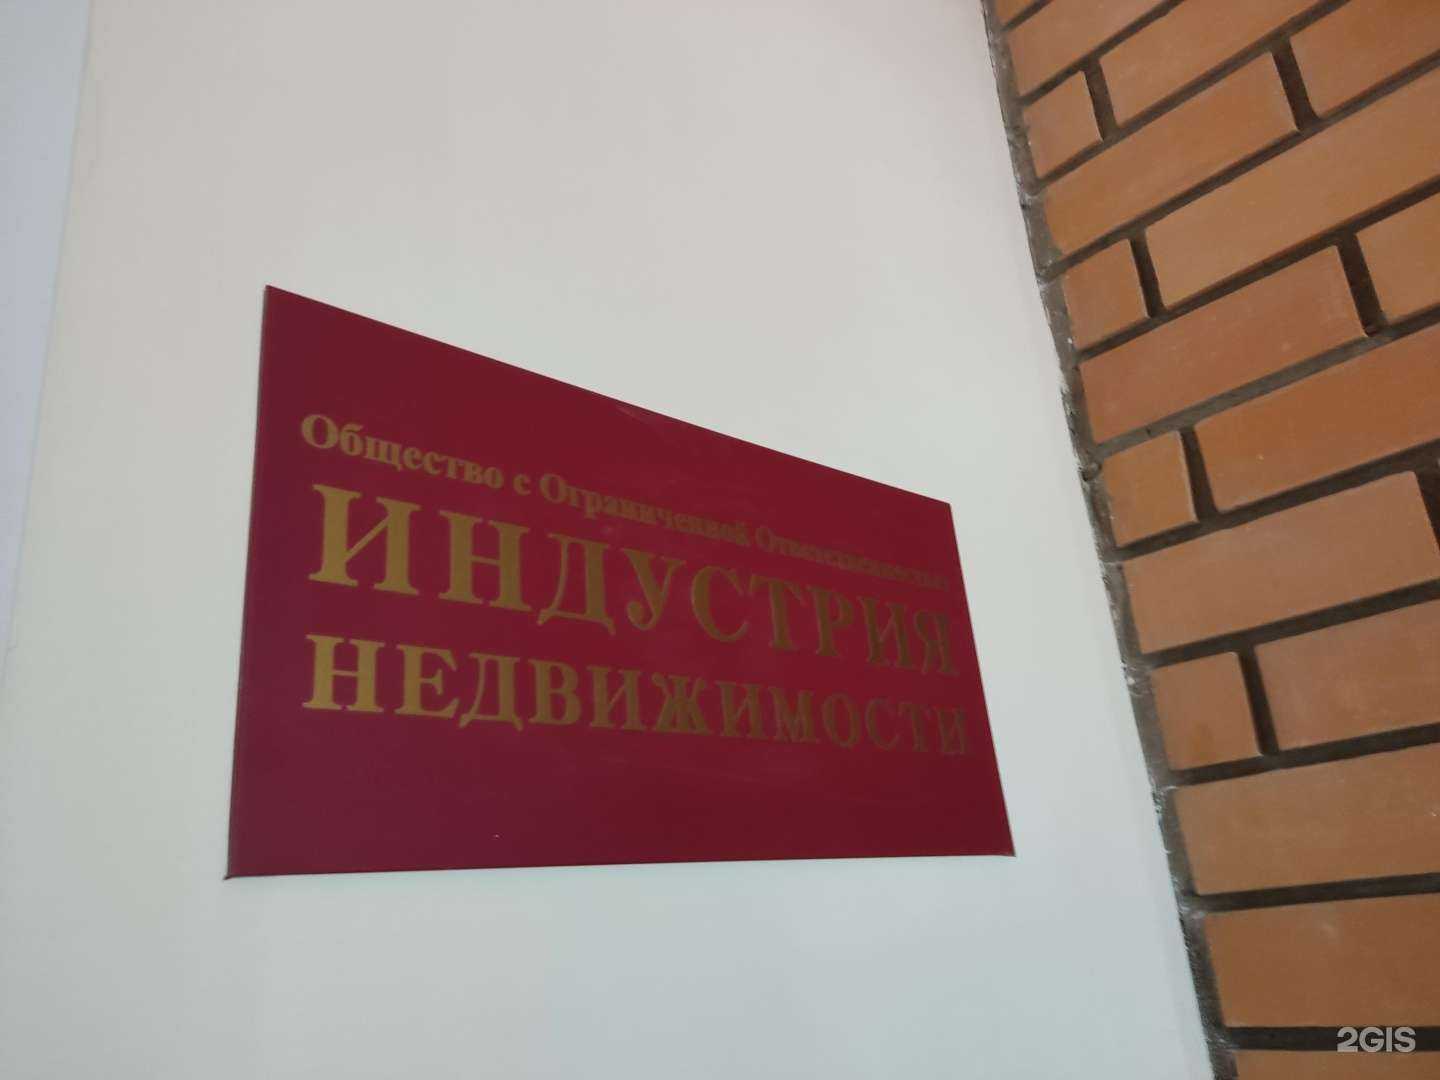 Общество с Ограниченной Ответственностью
ИНДУСТРИЯ
НЕДВИЖИМОСТИ
2GIS